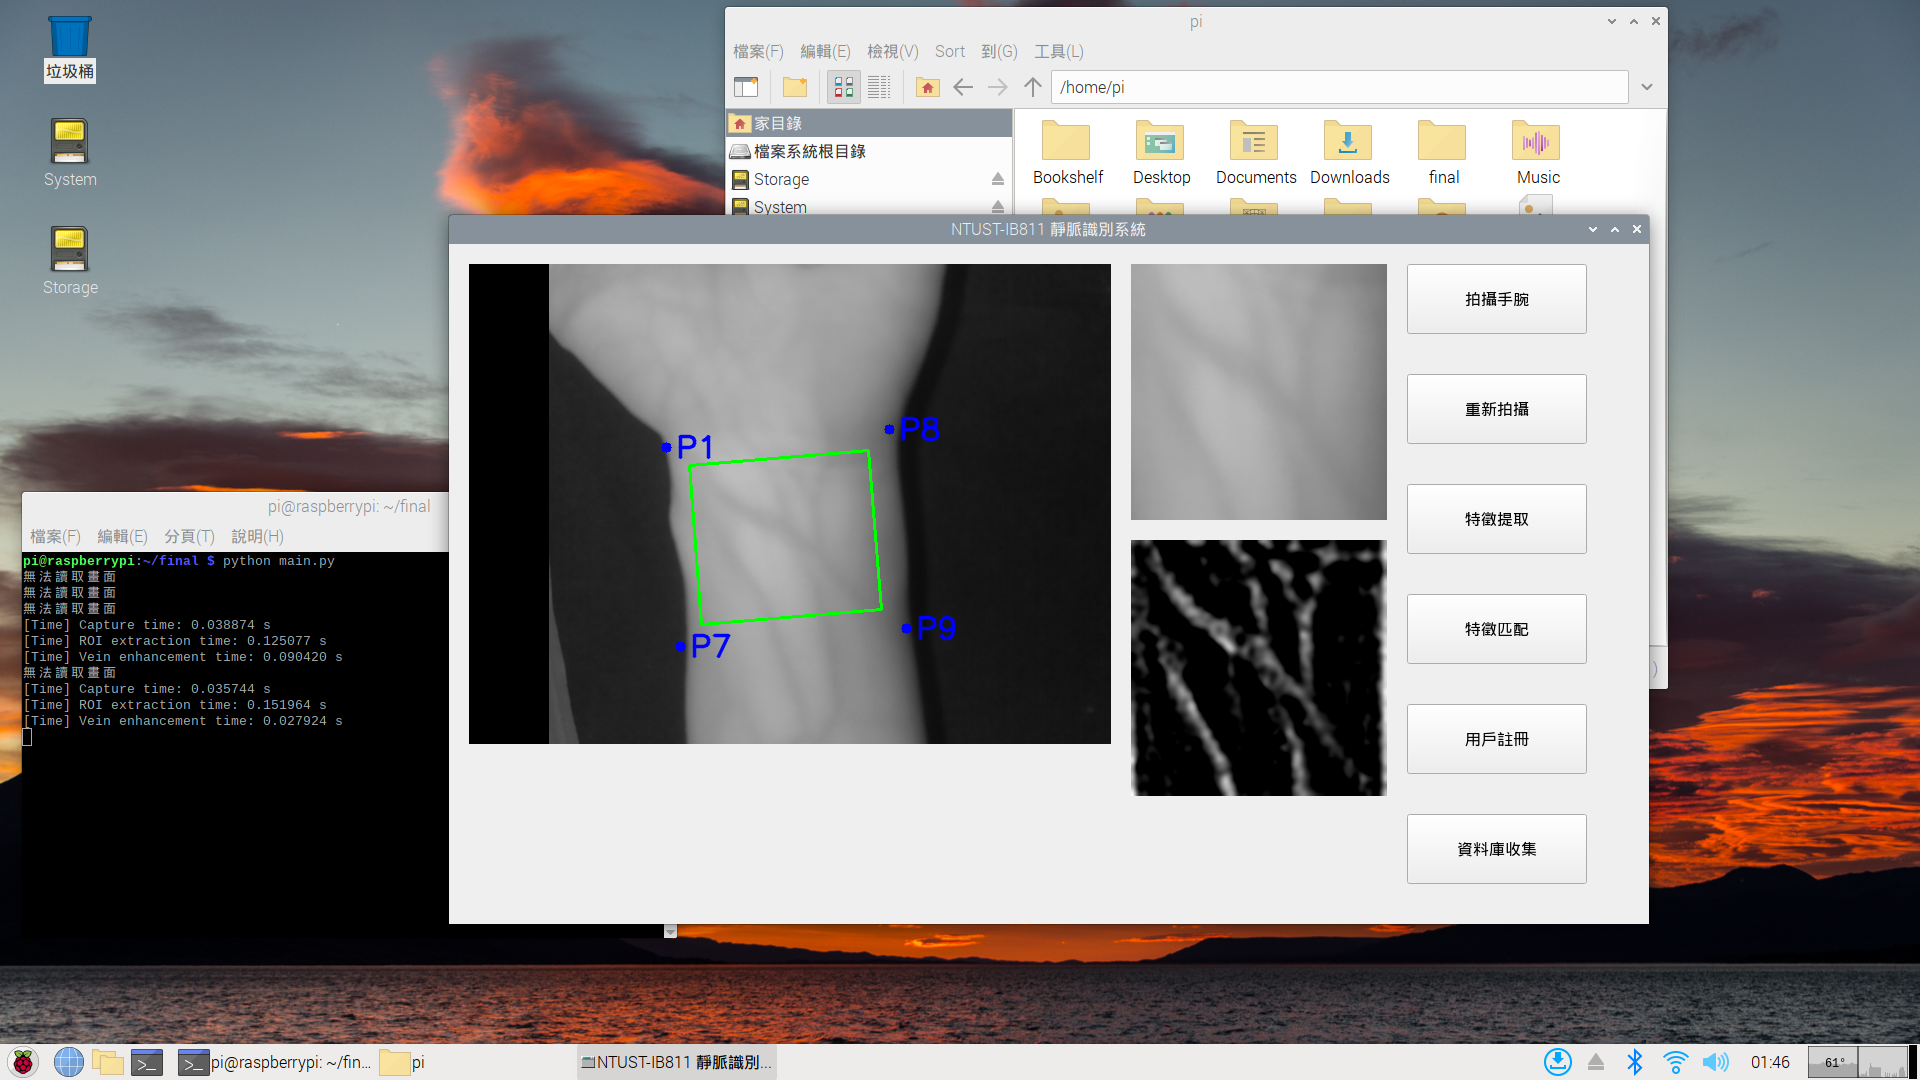 垃圾桶
System
Storage
pi
檔案(F) 編輯(E) 檢視(V) Sort 到(G) 工具(L)
/home/pi
家目錄
檔案系統根目錄
Storage
System
Bookshelf Desktop Documents Downloads final Music
pi@raspberrypi: ~/final
檔案(F) 編輯(E) 分頁(T) 說明(H)
pi@raspberrypi:~/final $ python main.py
無法讀取畫面
無法讀取畫面
無法讀取畫面
[Time] Capture time: 0.038874 s
[Time] ROI extraction time: 0.125077 s
[Time] Vein enhancement time: 0.090420 s
無法讀取畫面
[Time] Capture time: 0.035744 s
[Time] ROI extraction time: 0.151964 s
[Time] Vein enhancement time: 0.027924 s
NTUST-IB811 靜脈識別系統
P1
P8
P7
P9
拍攝手腕
重新拍攝
特徵提取
特徵匹配
用戶註冊
資料庫收集
pi@raspberrypi: ~/fin...
pi
NTUST-IB811 靜脈識別...
01:46
61°